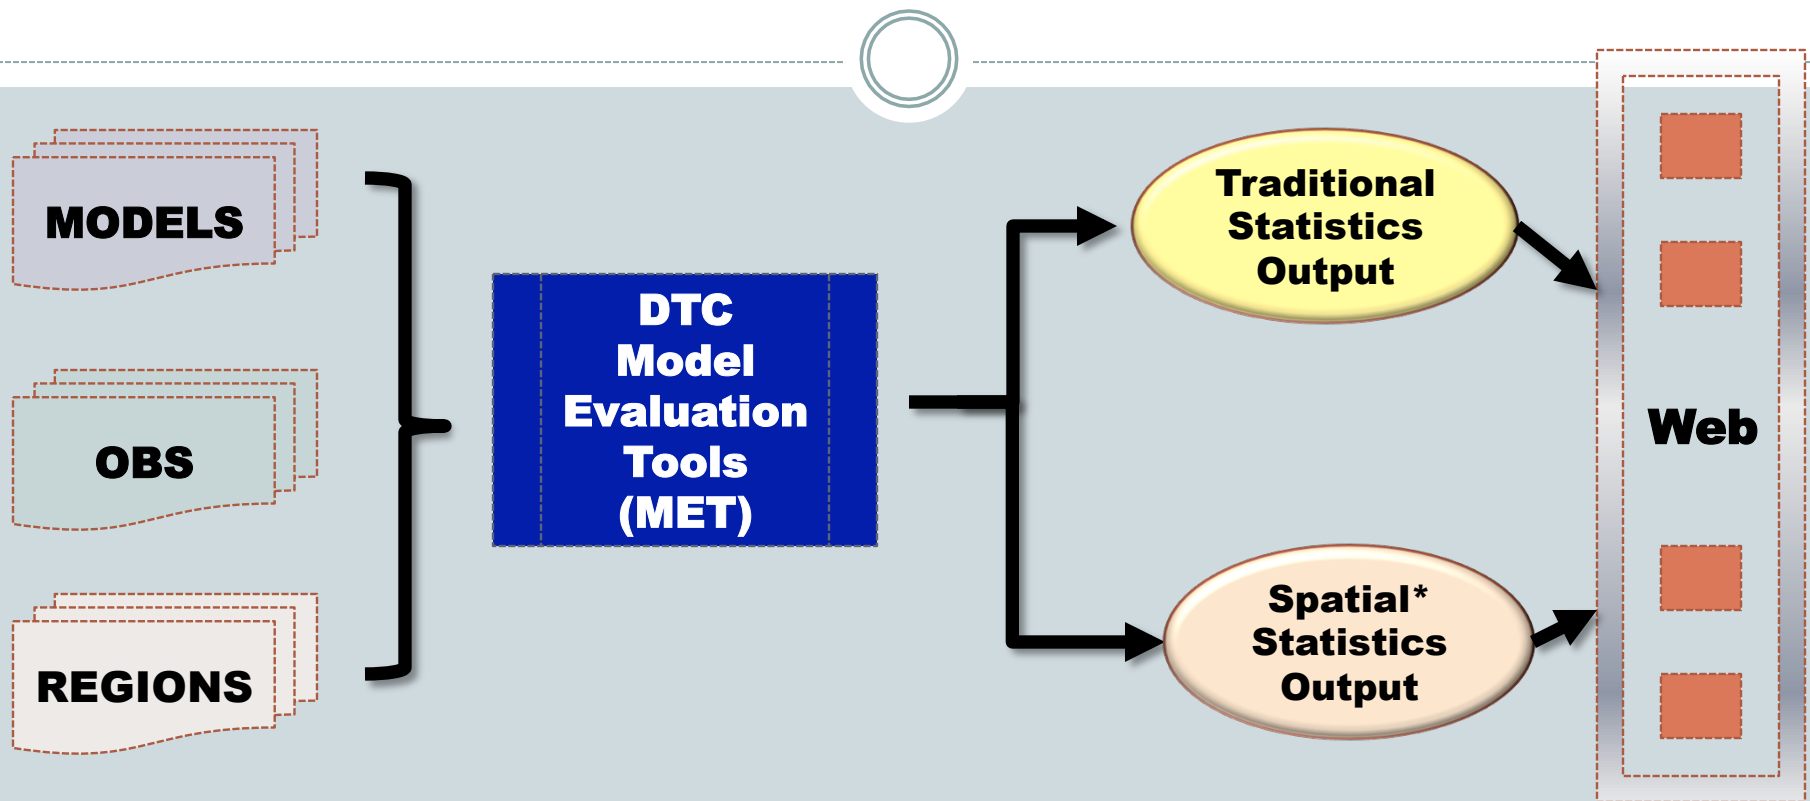 MODELS
OBS
REGIONS
DTC
Model
Evaluation
Tools
(MET)
Traditional
Statistics
Output
Spatial*
Statistics
Output
Web